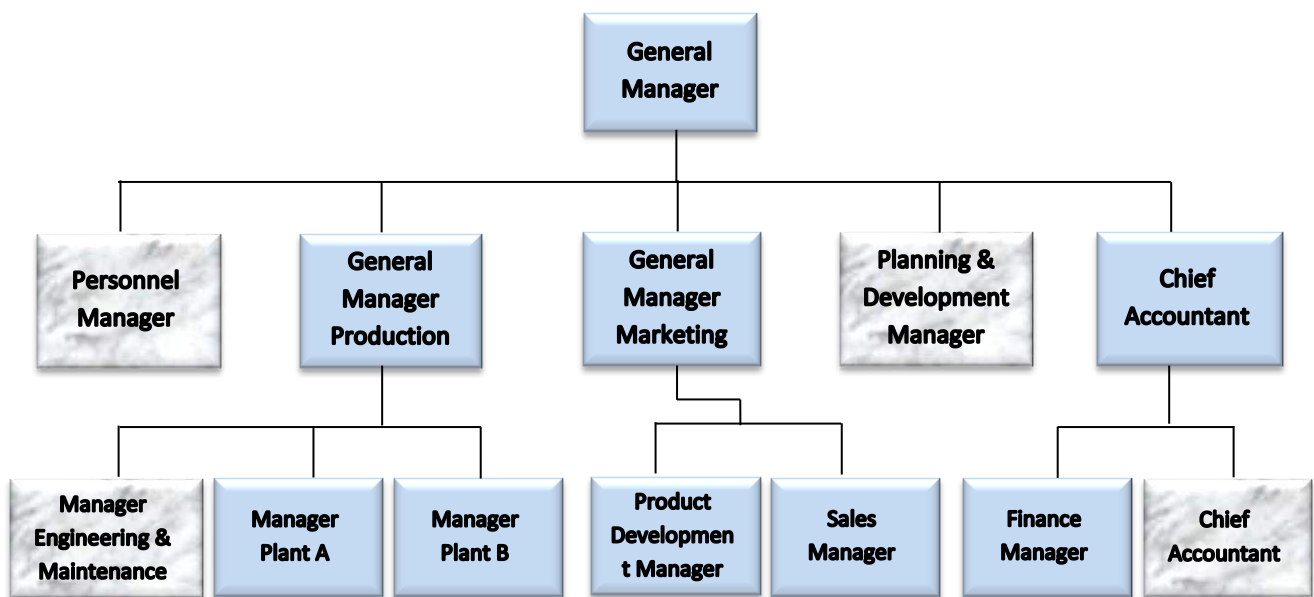 General
Manager
Personnel
Manager
General
Manager
Production
General
Manager
Marketing
Planning &
Development
Manager
Chief
Accountant
Manager
Engineering &
Maintenance
Manager
Plant A
Manager
Plant B
Product
Developmen
t Manager
Sales
Manager
Finance
Manager
Chief
Accountant